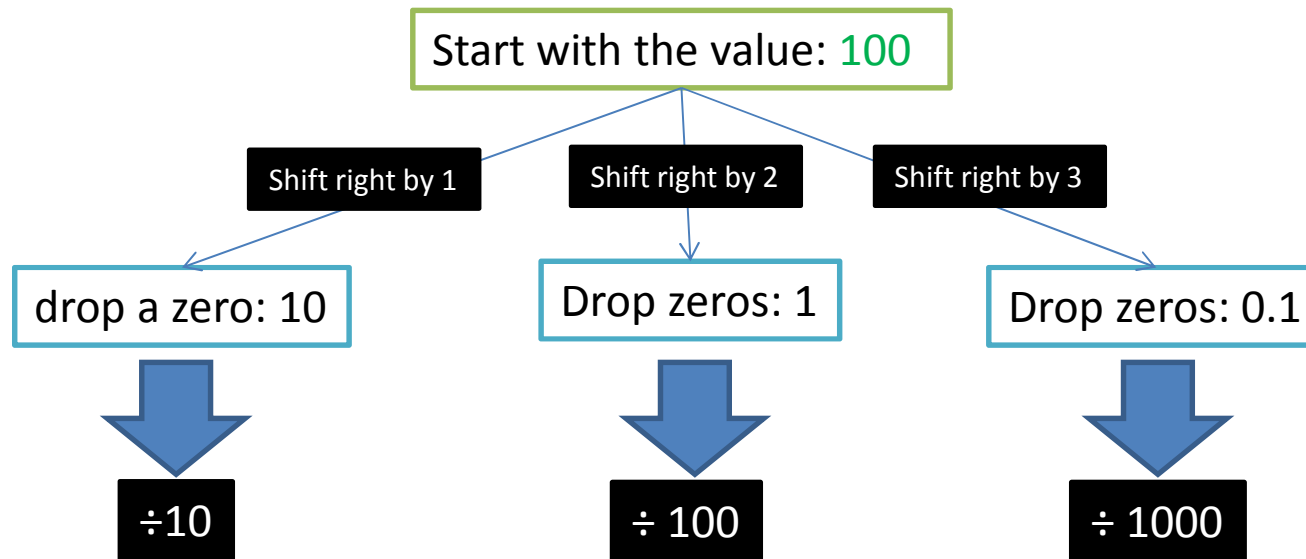 Start with the value: 100
Shift right by 1
Shift right by 2
Shift right by 3
drop a zero: 10
Drop zeros: 1
Drop zeros: 0.1
÷10
÷ 100
÷ 1000